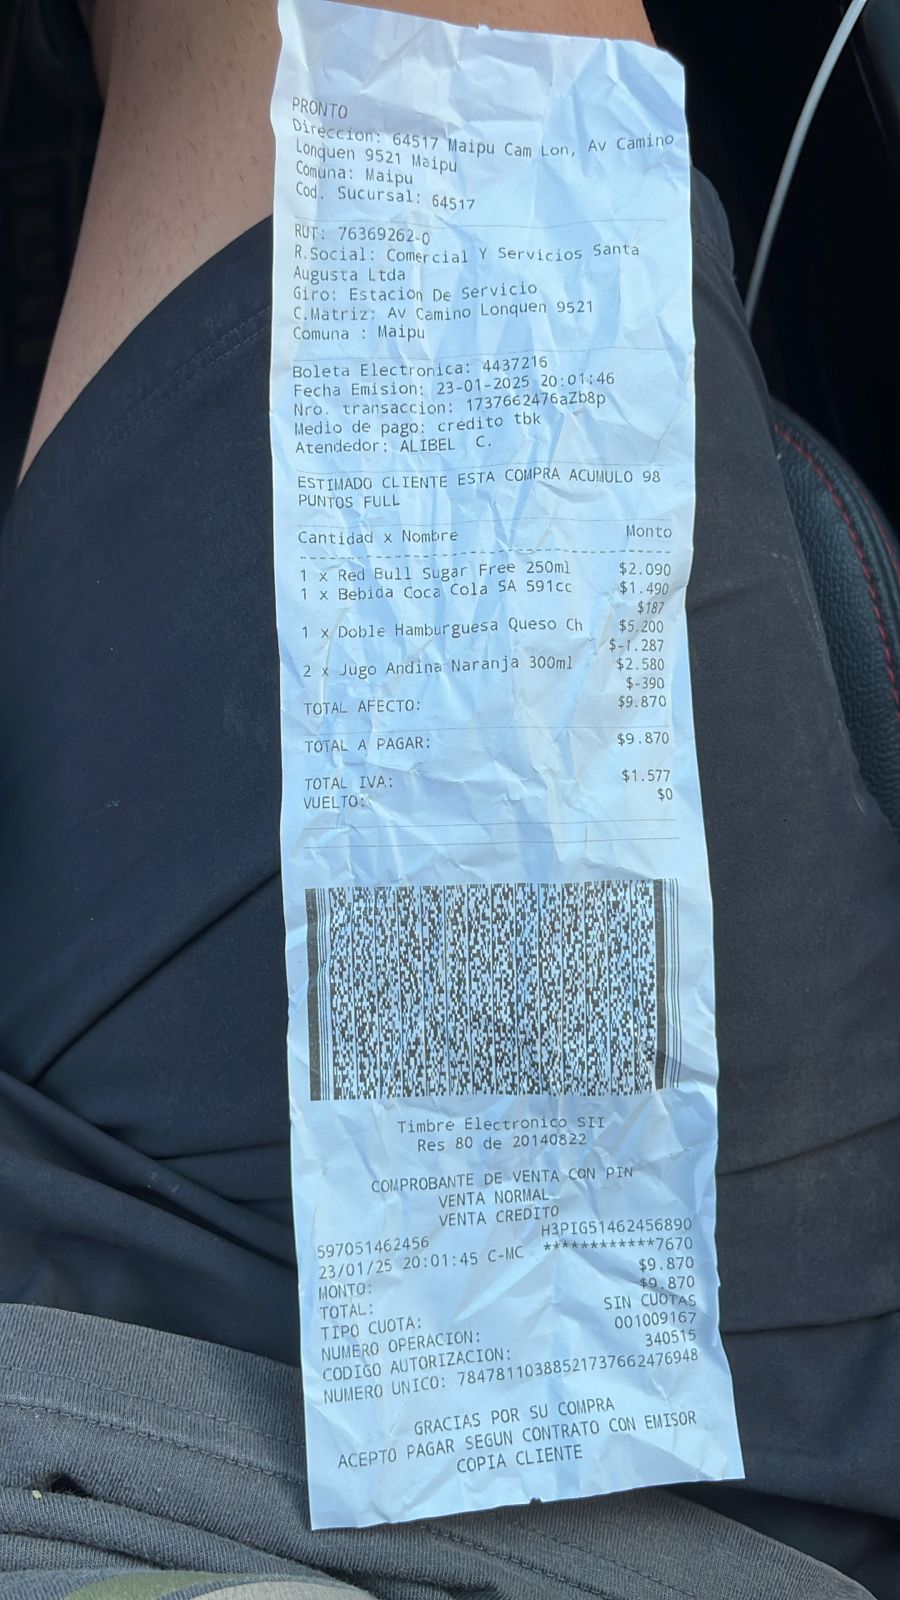 PRONTO
Direccion: 64517 Maipu Cam Lon, Av Camino
Lonquen 9521 Maipu
Comuna: Maipu
Cod. Sucursal: 64517
RUT: 76369262-0
R.Social: Comercial Y Servicios Santa
Augusta Ltda
Giro: Estacion De Servicio
C.Matriz: Av Camino Lonquen 9521
Comuna : Maipu
Boleta Electronica: 4437216
Fecha Emision: 23-01-2025 20:01:46
Nro. transaccion: 1737662476aZb8p
Medio de pago: credito tbk
Atendedor: ALIBEL C.
ESTIMADO CLIENTE ESTA COMPRA ACUMULO 98
PUNTOS FULL
Cantidad x Nombre Monto
1 x Red Bull Sugar Free 250ml $2.090
1 x Bebida Coca Cola SA 591cc $1.490
$187
1 x Doble Hamburguesa Queso Ch $5.200
$-1.287
2 x Jugo Andina Naranja 300ml $2.580
$-390
TOTAL AFECTO: $9.870
TOTAL A PAGAR: $9.870
TOTAL IVA: $1.577
VUELTO: $0
Timbre Electronico SII
Res 80 de 20140822
COMPROBANTE DE VENTA CON PIN
VENTA NORMAL
VENTA CREDITO
597051462456 H3PIG51462456890
23/01/25 20:01:45 C-MC ************7670
MONTO: $9.870
TOTAL: $9.870
TIPO CUOTA: SIN CUOTAS
NUMERO OPERACION: 001009167
CODIGO AUTORIZACION: 340515
NUMERO UNICO: 78478110388521737662476948
GRACIAS POR SU COMPRA
ACEPTO PAGAR SEGUN CONTRATO CON EMISOR
COPIA CLIENTE